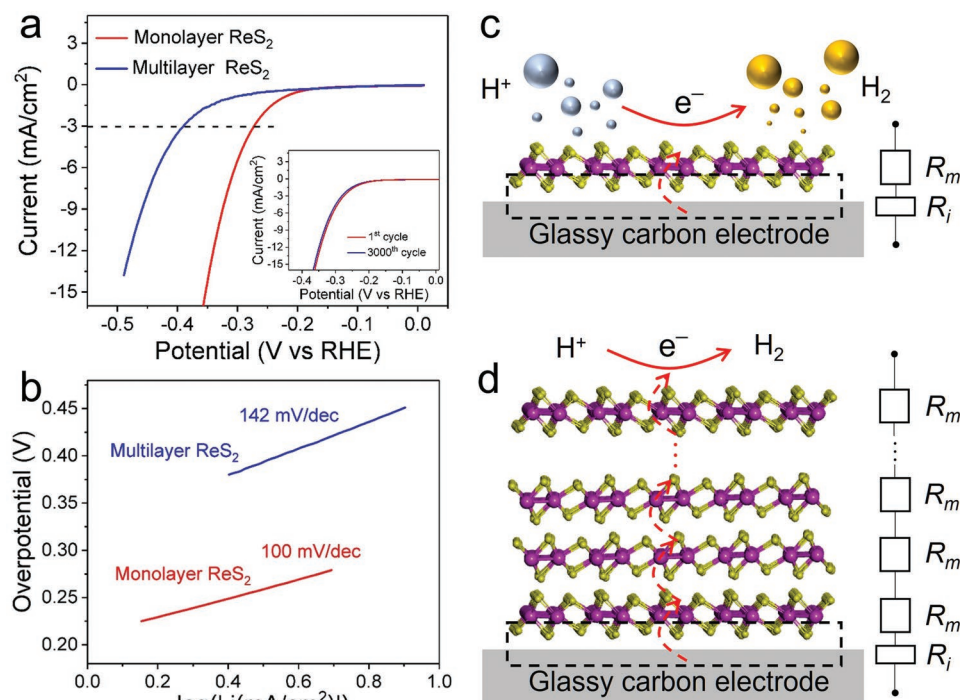 a
Monolayer ReS₂
Multilayer ReS₂
Current (mA/cm²)
3
0
-3
-6
-9
-12
-15
-0.5 -0.4 -0.3 -0.2 -0.1 0.0
Potential (V vs RHE)
Current (mA/cm²)
3
0
-3
-6
-9
-12
-15
1st cycle
3000th cycle
-0.4 -0.3 -0.2 -0.1 0.0
Potential (V vs RHE)
b
Overpotential (V)
0.45
0.40
0.35
0.30
0.25
0.20
142 mV/dec
Multilayer ReS₂
100 mV/dec
Monolayer ReS₂
0.0 0.2 0.4 0.6 0.8 1.0
log(| j(mA/cm²)|)
c
H⁺
e⁻
H₂
Rm
Ri
Glassy carbon electrode
d
H⁺
e⁻
H₂
Rm
Rm
Rm
Rm
Ri
Glassy carbon electrode